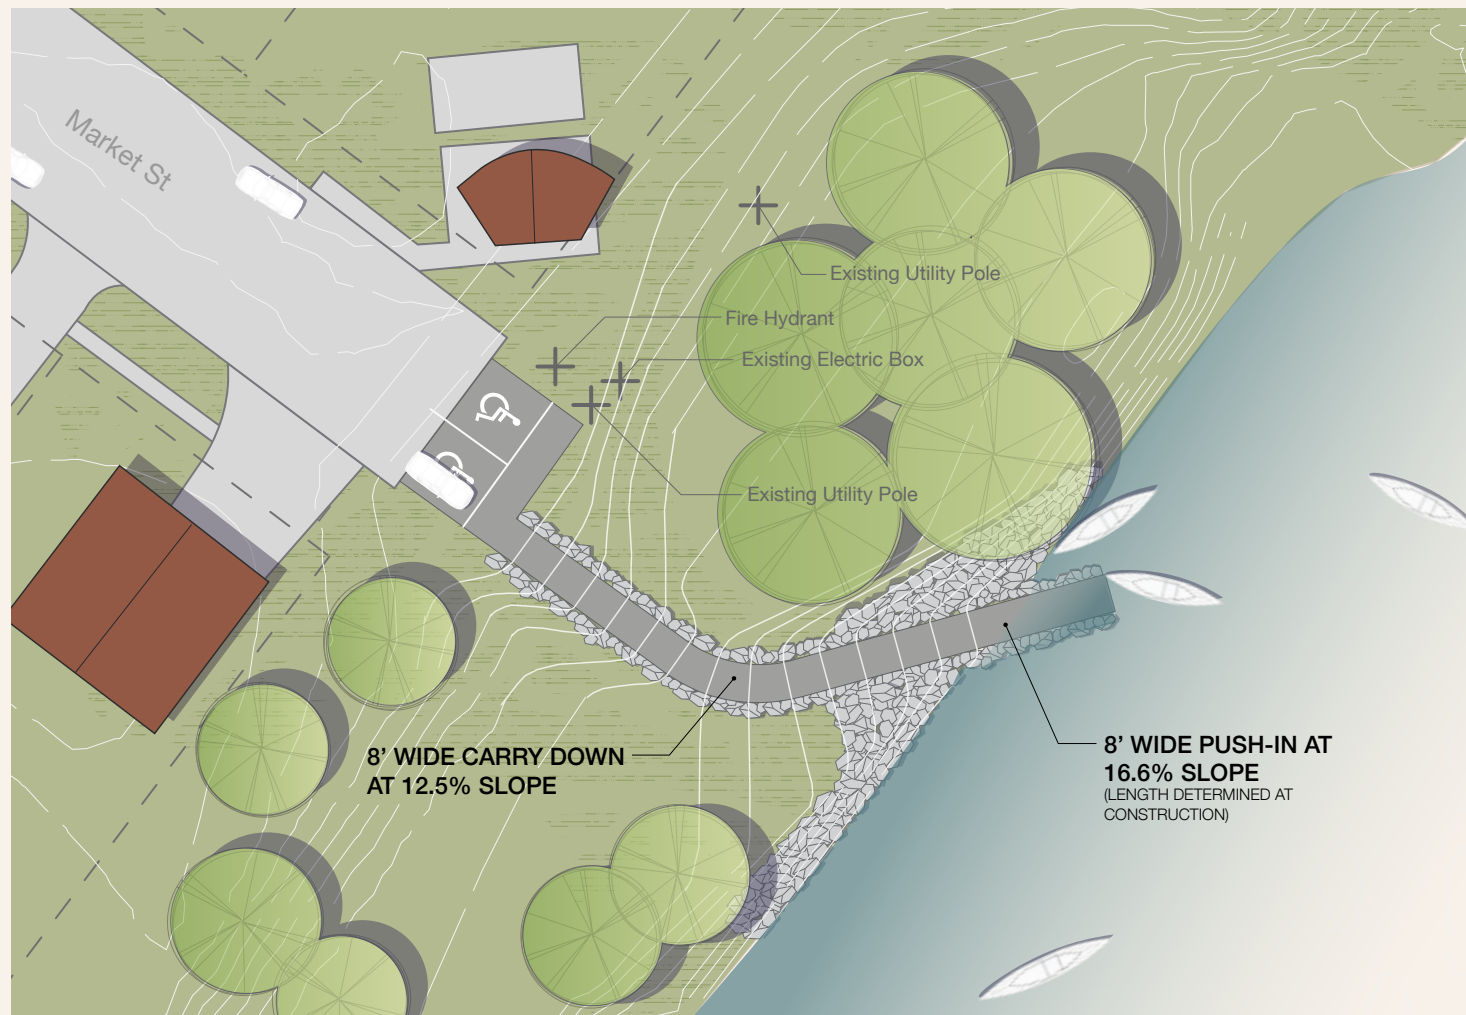 Market St
Existing Utility Pole
Fire Hydrant
Existing Electric Box
Existing Utility Pole
8’ WIDE CARRY DOWN
AT 12.5% SLOPE
8’ WIDE PUSH-IN AT
16.6% SLOPE
(LENGTH DETERMINED AT
CONSTRUCTION)